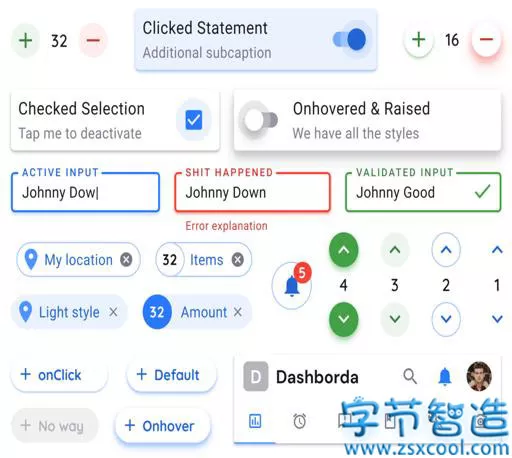 32
Clicked Statement
Additional subcaption
16
Checked Selection
Tap me to deactivate
Onhovered & Raised
We have all the styles
ACTIVE INPUT
Johnny Dow
SHIT HAPPENED
Johnny Down
Error explanation
VALIDATED INPUT
Johnny Good
My location
32 Items
5
4 3 2 1
Light style
32 Amount
+ onClick
+ Default
D Dashborda
+ No way
+ Onhover
字节智造
www.zsxcool.com